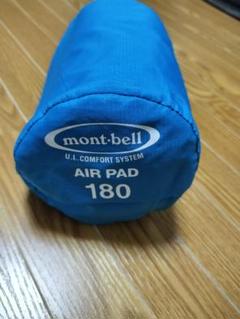 mont·bell
U.L. COMFORT SYSTEM
AIR PAD
180